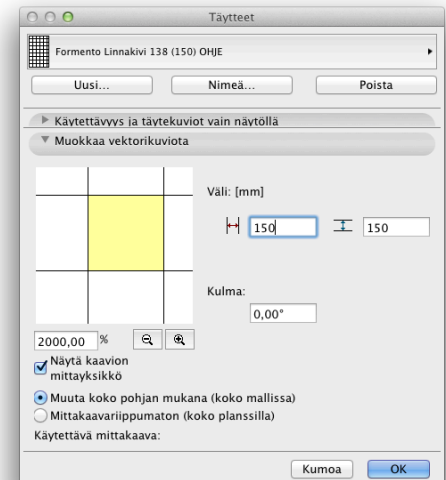 Täytteet
Formento Linnakivi 138 (150) OHJE
Uusi... Nimeä... Poista
Käytettävyys ja täytekuviot vain näytöllä
Muokkaa vektorikuviota
Väli: [mm]
150 150
Kulma:
0,00°
2000,00 %
Näytä kaavion
mittayksikkö
Muuta koko pohjan mukana (koko mallissa)
Mittakaavariippumaton (koko planssilla)
Käytettävä mittakaava:
Kumoa OK